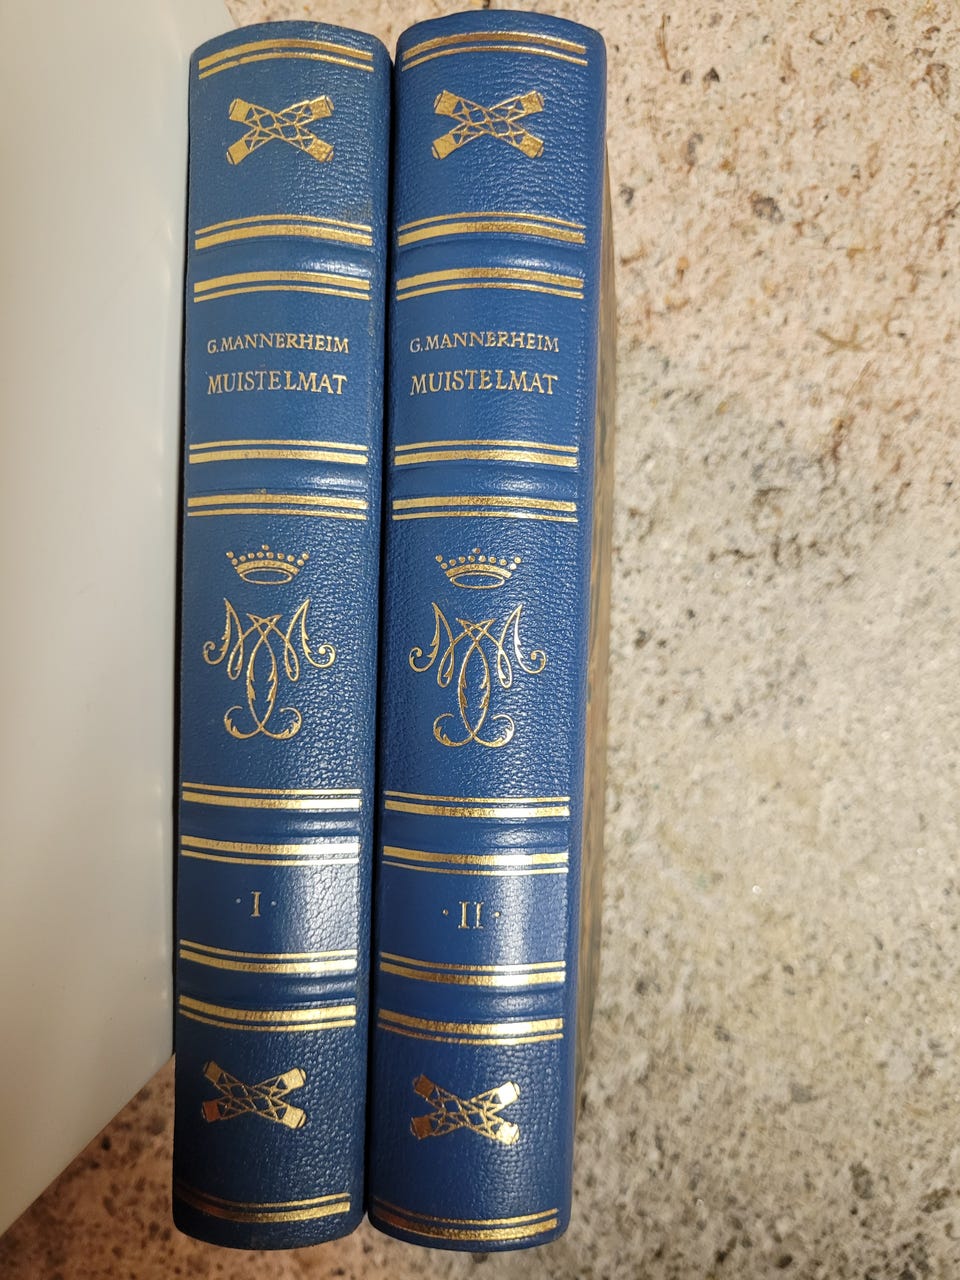 G. MANNERHEIM
MUISTELMAT
· I ·
G. MANNERHEIM
MUISTELMAT
· II ·